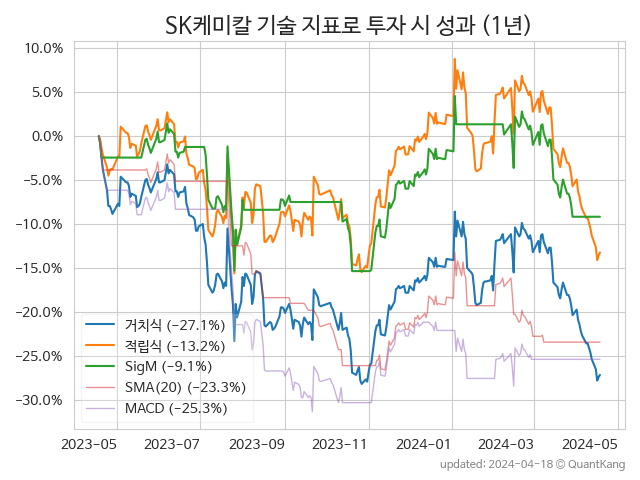 SK케미칼 기술 지표로 투자 시 성과 (1년)
10.0%
5.0%
0.0%
−5.0%
−10.0%
−15.0%
−20.0%
−25.0%
−30.0%
거치식 (−27.1%)
적립식 (−13.2%)
SigM (−9.1%)
SMA(20) (−23.3%)
MACD (−25.3%)
2023-05 2023-07 2023-09 2023-11 2024-01 2024-03 2024-05
updated: 2024-04-18 © QuantKang